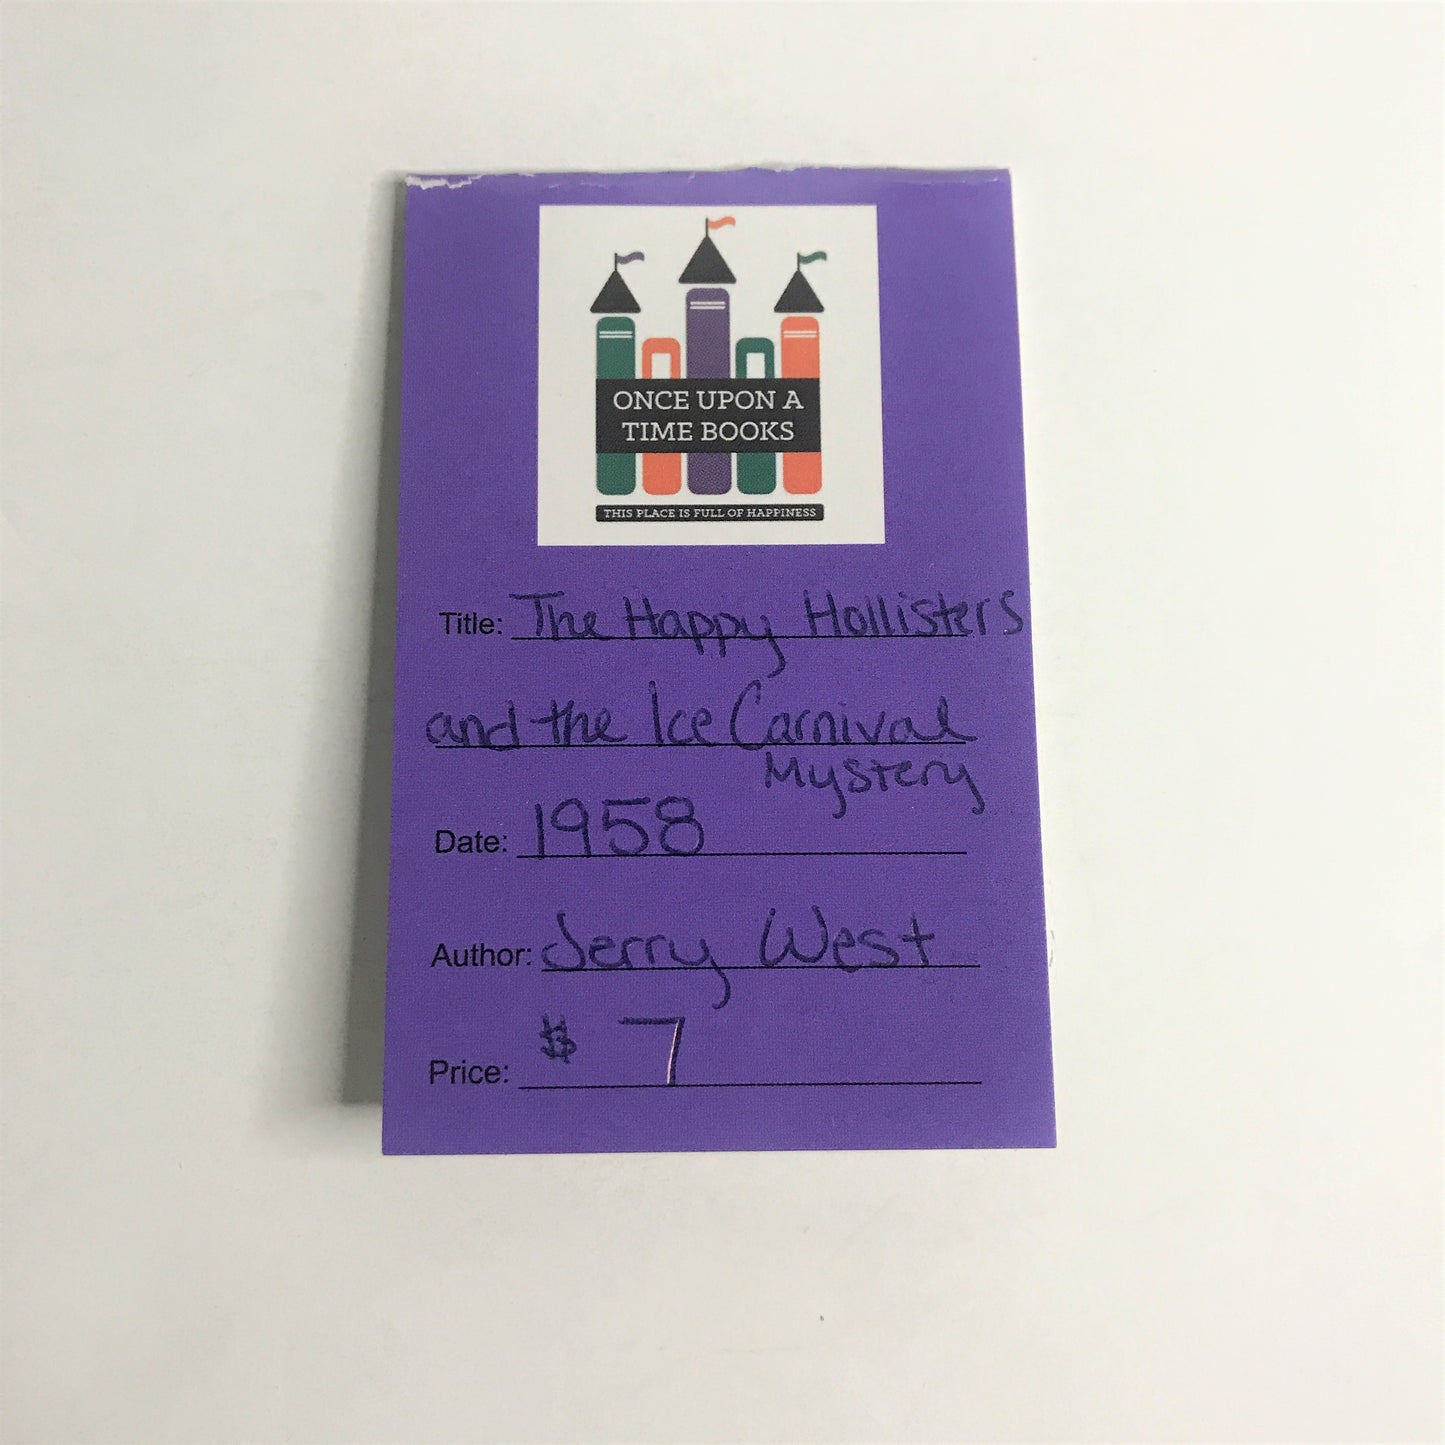 ONCE UPON A
TIME BOOKS
THIS PLACE IS FULL OF HAPPINESS
Title: The Happy Hollisters
and the Ice Carnival
Mystery
Date: 1958
Author: Jerry West
Price: $ 7